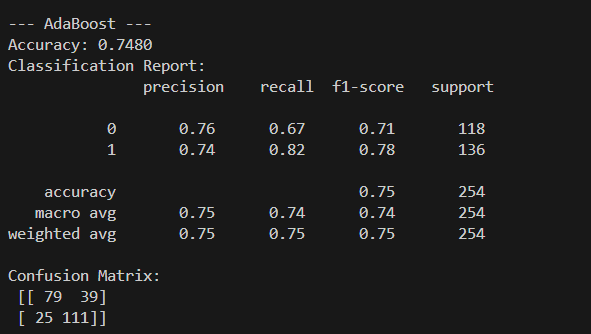 --- AdaBoost ---
Accuracy: 0.7480
Classification Report:
              precision    recall  f1-score   support

           0       0.76      0.67      0.71       118
           1       0.74      0.82      0.78       136

    accuracy                           0.75       254
   macro avg       0.75      0.74      0.74       254
weighted avg       0.75      0.75      0.75       254

Confusion Matrix:
 [[ 79  39]
 [ 25 111]]